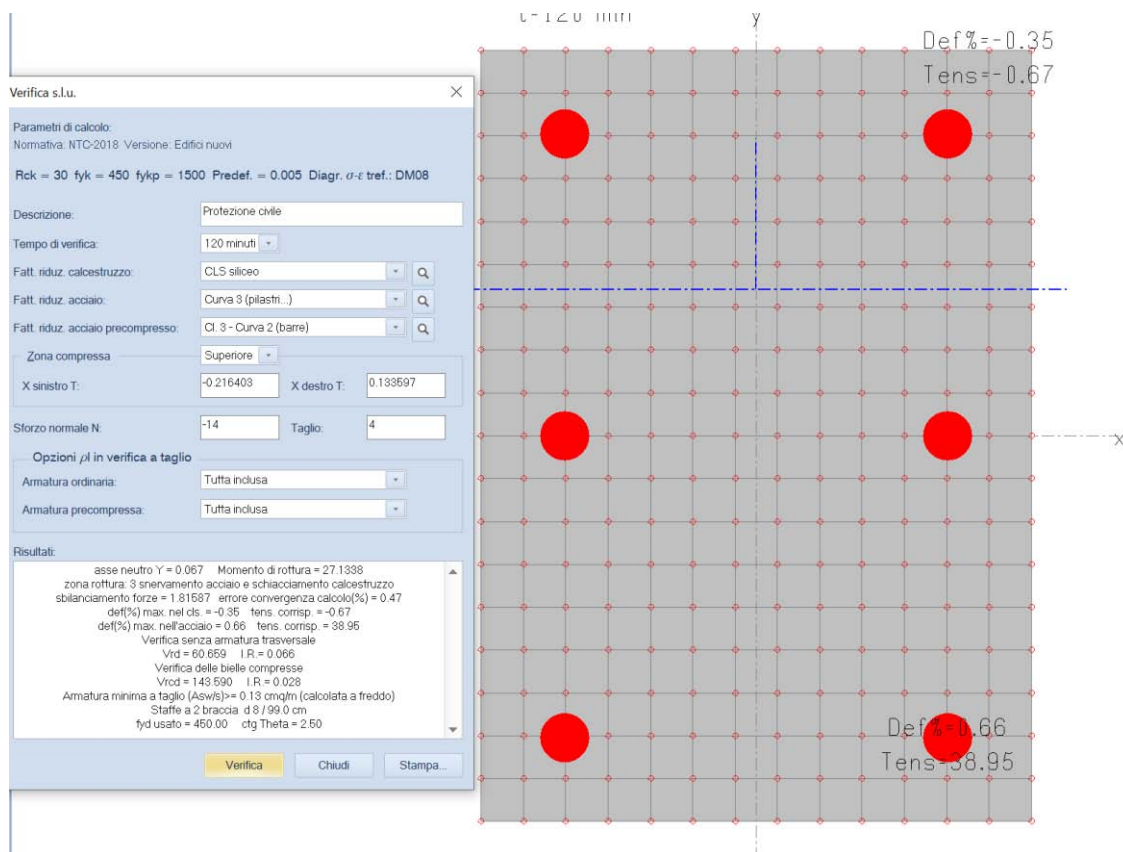 Verifica s.l.u.
Parametri di calcolo:
Normativa: NTC-2018 Versione: Edifici nuovi
Rck = 30 fyk = 450 fykp = 1500 Predef. = 0.005 Diagr. σ-ε tref.: DM08
Descrizione: Protezione civile
Tempo di verifica: 120 minuti
Fatt. riduz. calcestruzzo: CLS siliceo
Fatt. riduz. acciaio: Curva 3 (pilastri...)
Fatt. riduz. acciaio precompresso: Cl. 3 - Curva 2 (barre)
Zona compressa Superiore
X sinistro T: -0.216403 X destro T: 0.133597
Sforzo normale N: -14 Taglio: 4
Opzioni ρl in verifica a taglio
Armatura ordinaria: Tutta inclusa
Armatura precompressa: Tutta inclusa
Risultati:
asse neutro Y = 0.067 Momento di rottura = 27.1338
zona rottura: 3 snervamento acciaio e schiacciamento calcestruzzo
sbilanciamento forze = 1.81587 errore convergenza calcolo(%) = 0.47
def(%) max. nel cls. = -0.35 tens. corrisp. = -0.67
def(%) max. nell'acciaio = 0.66 tens. corrisp. = 38.95
Verifica senza armatura trasversale
Vrd = 60.659 I.R.= 0.066
Verifica delle bielle compresse
Vrcd = 143.590 I.R.= 0.028
Armatura minima a taglio (Asw/s)>= 0.13 cmq/m (calcolata a freddo)
Staffe a 2 braccia d 8 / 99.0 cm
fyd usato = 450.00 ctg Theta = 2.50
Verifica Chiudi Stampa...
t=120 min
y
Def%=-0.35
Tens=-0.67
x
Def%=0.66
Tens=38.95